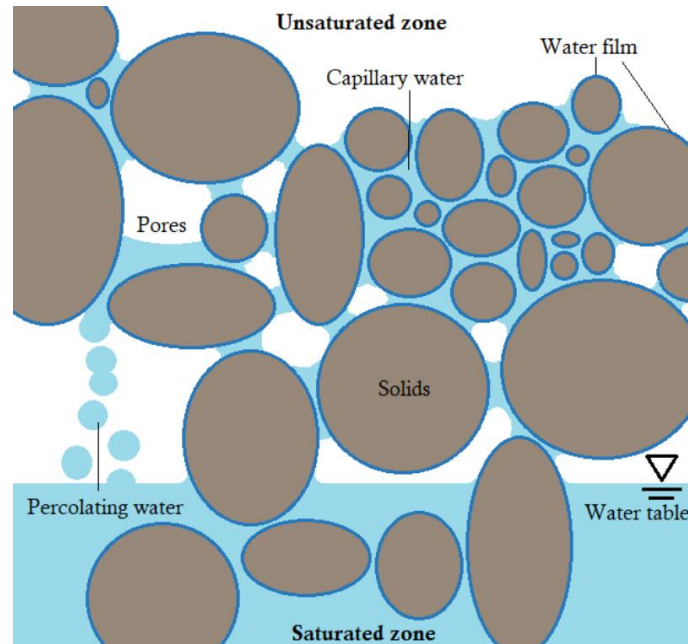 Unsaturated zone
Water film
Capillary water
Pores
Solids
Percolating water
Water table
Saturated zone